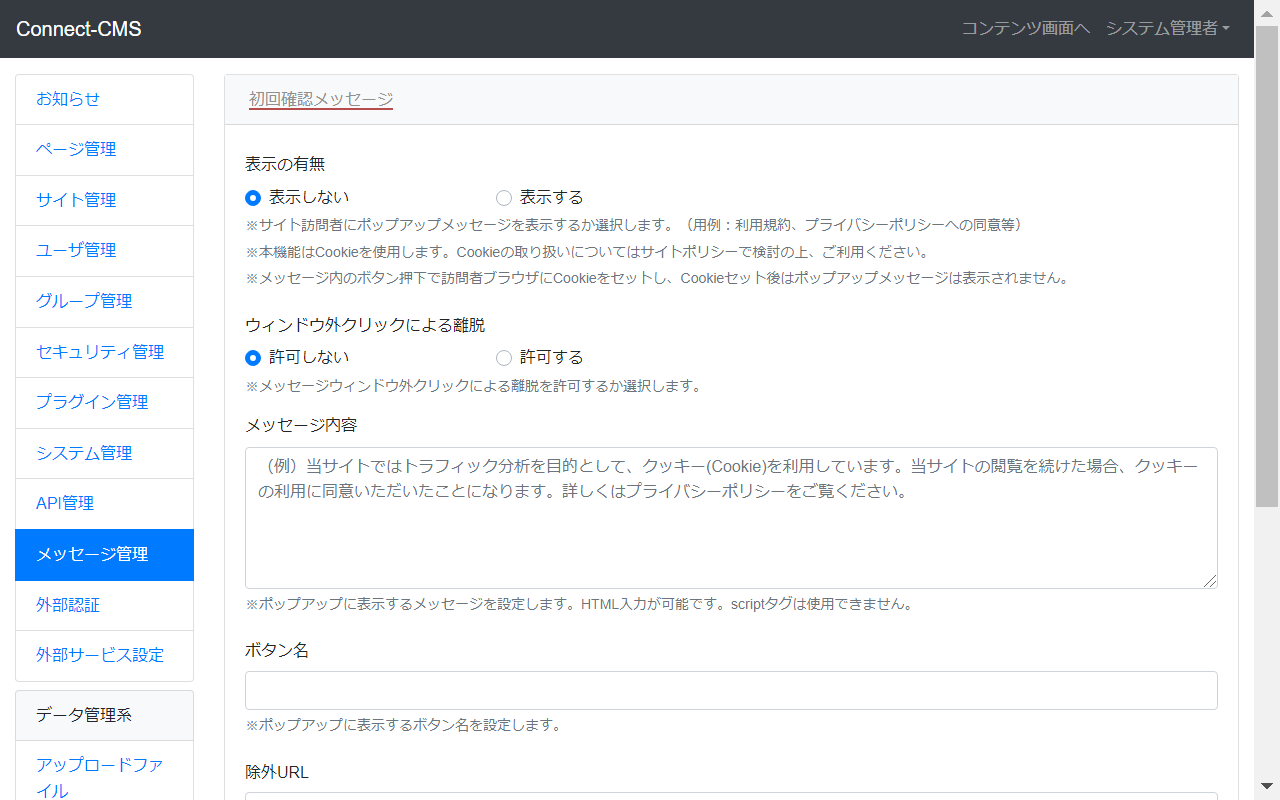 Connect-CMS
コンテンツ画面へ
システム管理者
お知らせ
ページ管理
サイト管理
ユーザ管理
グループ管理
セキュリティ管理
プラグイン管理
システム管理
API管理
メッセージ管理
外部認証
外部サービス設定
データ管理系
アップロードファ
イル
初回確認メッセージ
表示の有無
表示しない
表示する
※サイト訪問者にポップアップメッセージを表示するか選択します。（用例：利用規約、プライバシーポリシーへの同意等）
※本機能はCookieを使用します。Cookieの取り扱いについてはサイトポリシーで検討の上、ご利用ください。
※メッセージ内のボタン押下で訪問者ブラウザにCookieをセットし、Cookieセット後はポップアップメッセージは表示されません。
ウィンドウ外クリックによる離脱
許可しない
許可する
※メッセージウィンドウ外クリックによる離脱を許可するか選択します。
メッセージ内容
（例）当サイトではトラフィック分析を目的として、クッキー(Cookie)を利用しています。当サイトの閲覧を続けた場合、クッキー
の利用に同意いただいたことになります。詳しくはプライバシーポリシーをご覧ください。
※ポップアップに表示するメッセージを設定します。HTML入力が可能です。scriptタグは使用できません。
ボタン名
※ポップアップに表示するボタン名を設定します。
除外URL